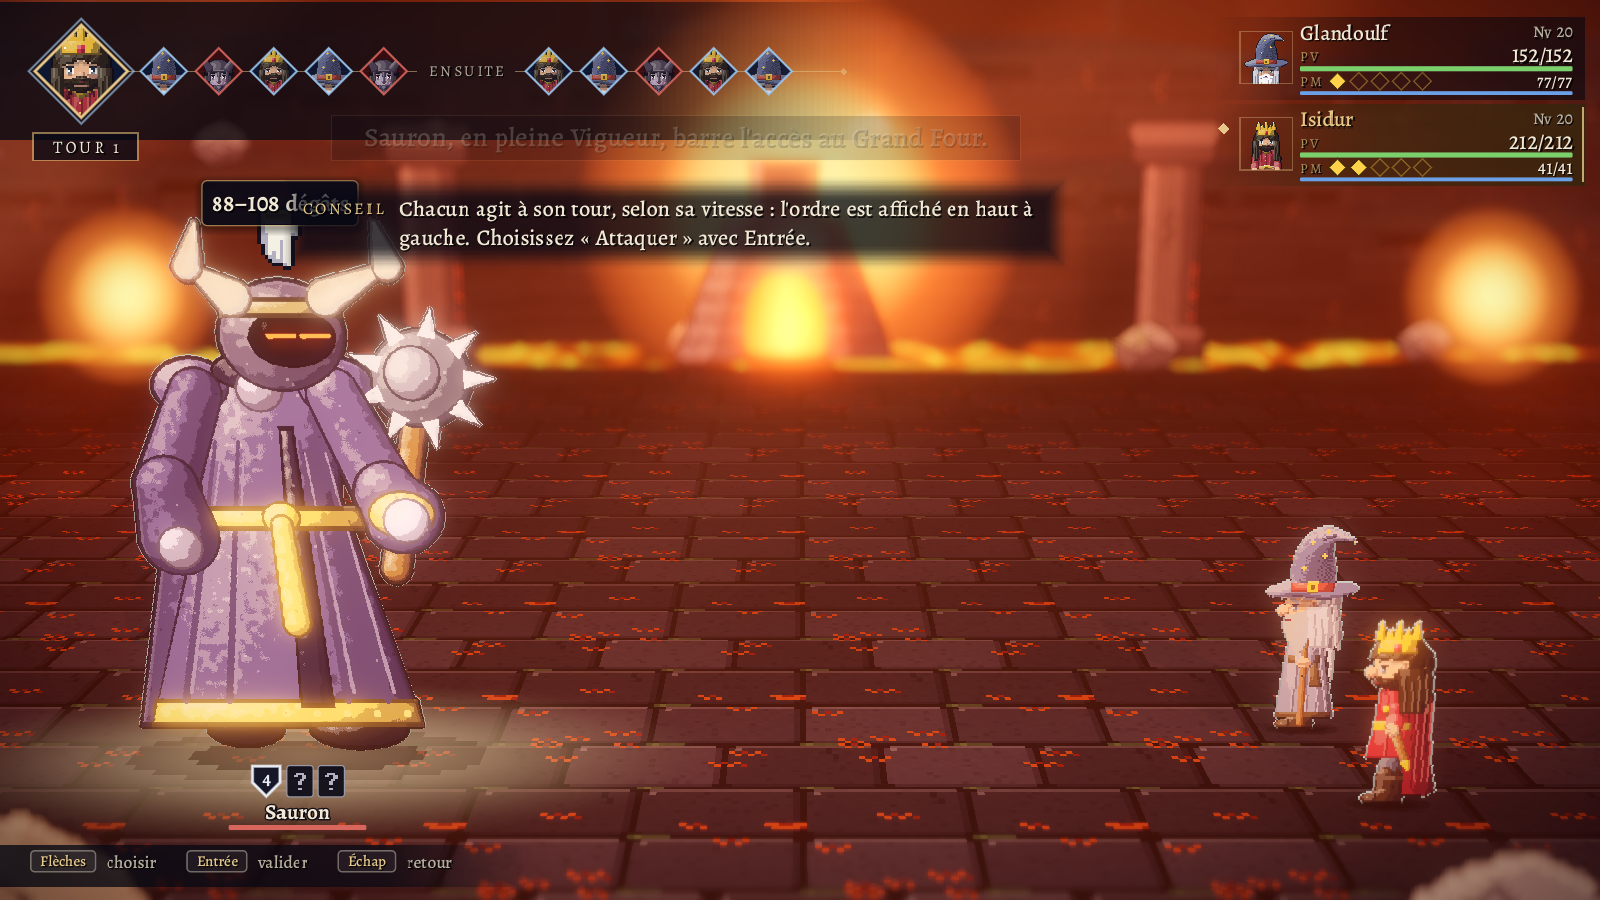 ENSUITE
TOUR 1
Sauron, en pleine Vigueur, barre l'accès au Grand Four.
Glandoulf
Nv 20
PV
152/152
PM
77/77
Isidur
Nv 20
PV
212/212
PM
41/41
88–108 dégâts
CONSEIL
Chacun agit à son tour, selon sa vitesse : l'ordre est affiché en haut à
gauche. Choisissez « Attaquer » avec Entrée.
4 ? ?
Sauron
Flèches choisir Entrée valider Échap retour